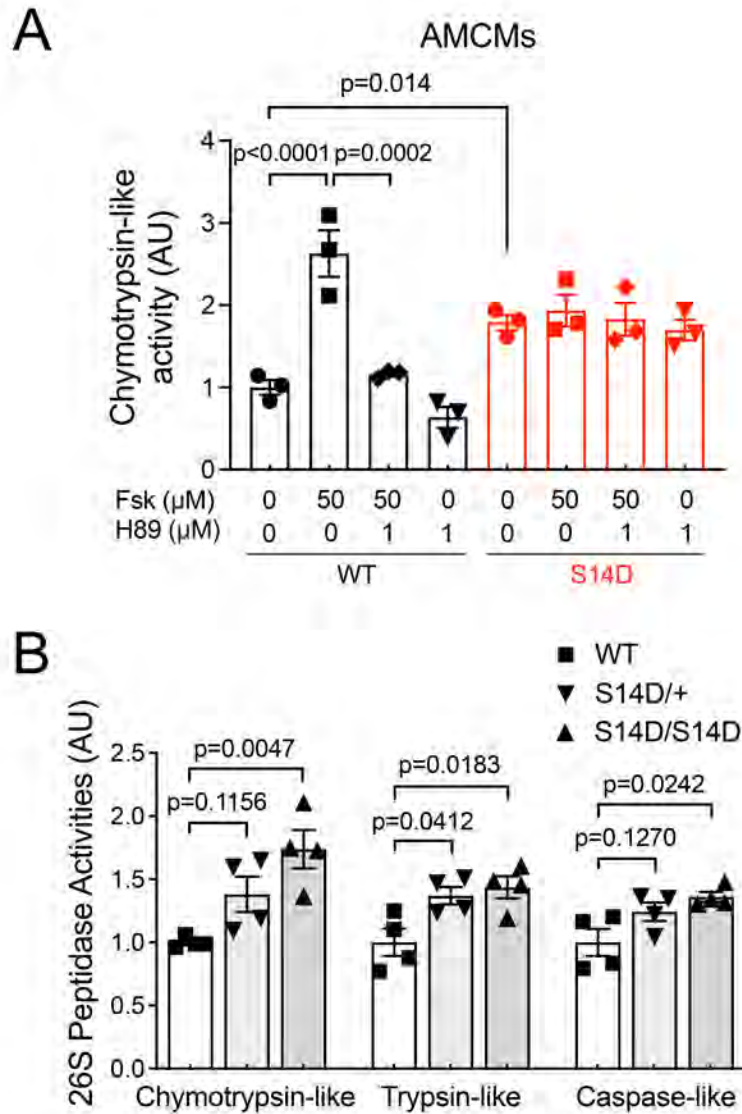 A
AMCMs
p=0.014
p<0.0001 p=0.0002
Chymotrypsin-like
activity (AU)
4
3
2
1
0
Fsk (μM) 0 50 50 0 0 50 50 0
H89 (μM) 0 0 1 1 0 0 1 1
WT S14D
B
WT
S14D/+
S14D/S14D
26S Peptidase Activities (AU)
2.5
2.0
1.5
1.0
0.5
0.0
p=0.0047
p=0.1156
p=0.0183
p=0.0412
p=0.0242
p=0.1270
Chymotrypsin-like Trypsin-like Caspase-like